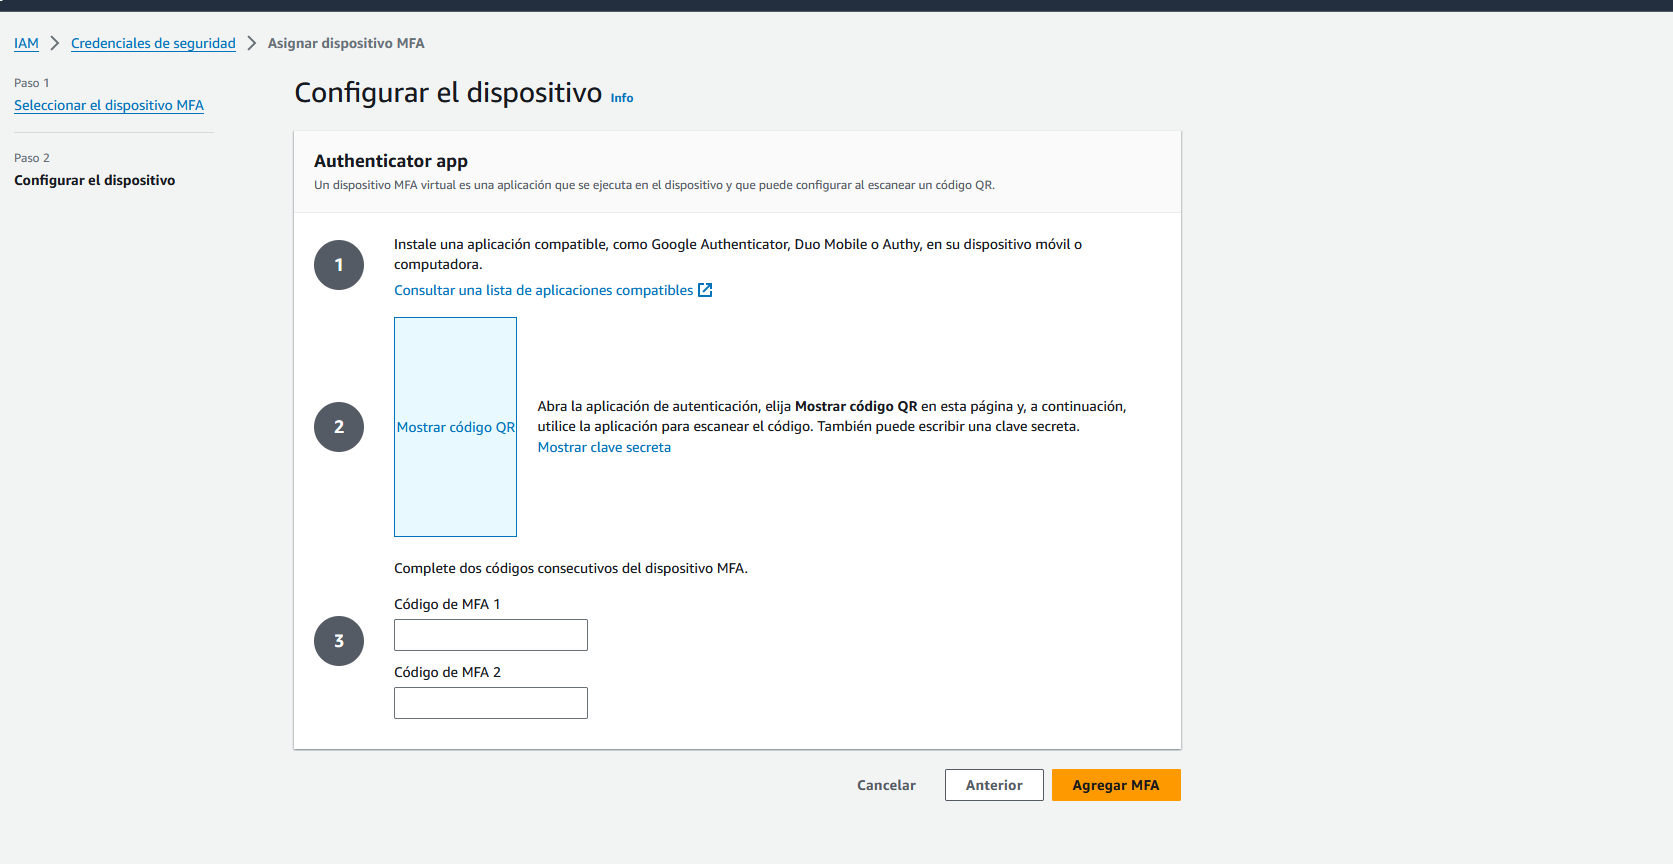 IAM > Credenciales de seguridad > Asignar dispositivo MFA
Paso 1
Seleccionar el dispositivo MFA
Paso 2
Configurar el dispositivo
Configurar el dispositivo Info
Authenticator app
Un dispositivo MFA virtual es una aplicación que se ejecuta en el dispositivo y que puede configurar al escanear un código QR.
1
Instale una aplicación compatible, como Google Authenticator, Duo Mobile o Authy, en su dispositivo móvil o
computadora.
Consultar una lista de aplicaciones compatibles
2
Mostrar código QR
Abra la aplicación de autenticación, elija Mostrar código QR en esta página y, a continuación,
utilice la aplicación para escanear el código. También puede escribir una clave secreta.
Mostrar clave secreta
3
Complete dos códigos consecutivos del dispositivo MFA.
Código de MFA 1
Código de MFA 2
Cancelar
Anterior
Agregar MFA